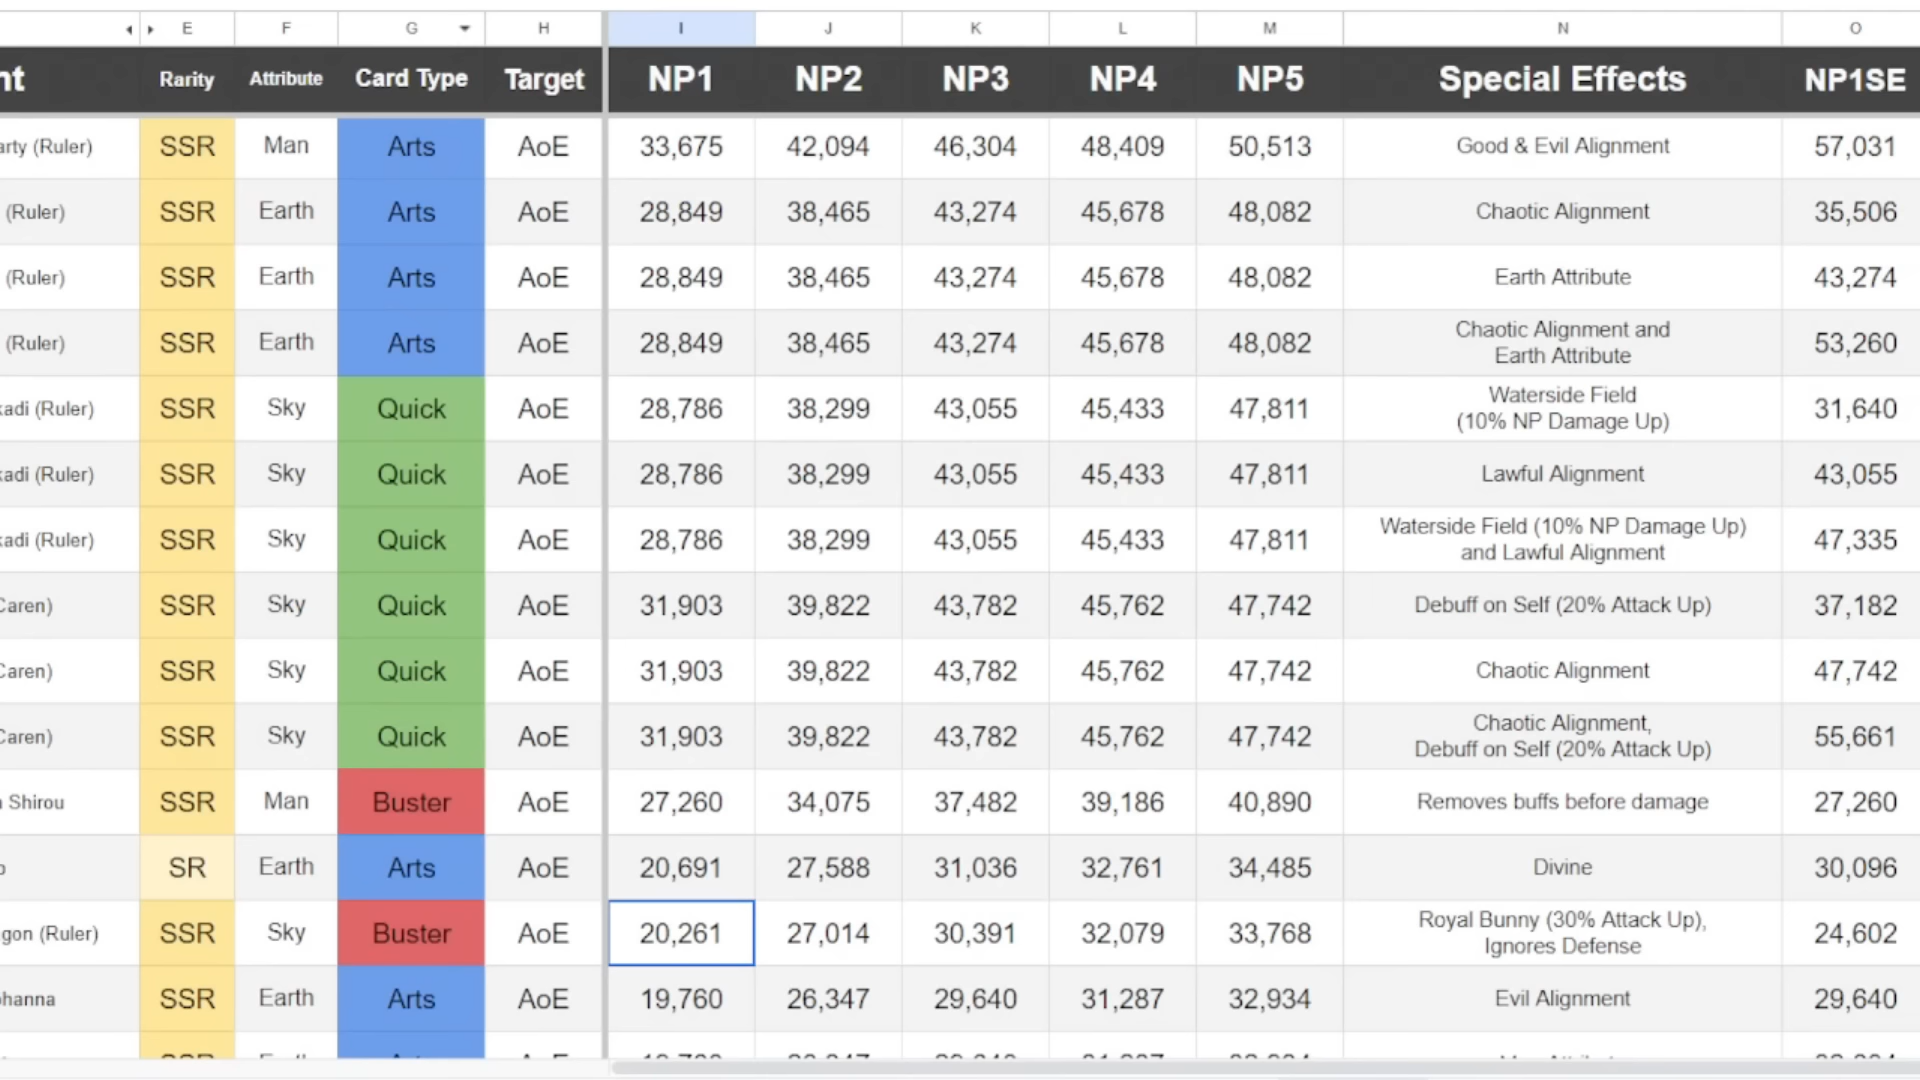 E F G H I J K L M N O
nt Rarity Attribute Card Type Target NP1 NP2 NP3 NP4 NP5 Special Effects NP1SE
arty (Ruler) SSR Man Arts AoE 33,675 42,094 46,304 48,409 50,513 Good & Evil Alignment 57,031
(Ruler) SSR Earth Arts AoE 28,849 38,465 43,274 45,678 48,082 Chaotic Alignment 35,506
(Ruler) SSR Earth Arts AoE 28,849 38,465 43,274 45,678 48,082 Earth Attribute 43,274
(Ruler) SSR Earth Arts AoE 28,849 38,465 43,274 45,678 48,082 Chaotic Alignment and
Earth Attribute 53,260
kadi (Ruler) SSR Sky Quick AoE 28,786 38,299 43,055 45,433 47,811 Waterside Field
(10% NP Damage Up) 31,640
kadi (Ruler) SSR Sky Quick AoE 28,786 38,299 43,055 45,433 47,811 Lawful Alignment 43,055
kadi (Ruler) SSR Sky Quick AoE 28,786 38,299 43,055 45,433 47,811 Waterside Field (10% NP Damage Up)
and Lawful Alignment 47,335
Caren) SSR Sky Quick AoE 31,903 39,822 43,782 45,762 47,742 Debuff on Self (20% Attack Up) 37,182
Caren) SSR Sky Quick AoE 31,903 39,822 43,782 45,762 47,742 Chaotic Alignment 47,742
Caren) SSR Sky Quick AoE 31,903 39,822 43,782 45,762 47,742 Chaotic Alignment,
Debuff on Self (20% Attack Up) 55,661
Shirou SSR Man Buster AoE 27,260 34,075 37,482 39,186 40,890 Removes buffs before damage 27,260
SR Earth Arts AoE 20,691 27,588 31,036 32,761 34,485 Divine 30,096
gon (Ruler) SSR Sky Buster AoE 20,261 27,014 30,391 32,079 33,768 Royal Bunny (30% Attack Up),
Ignores Defense 24,602
ohanna SSR Earth Arts AoE 19,760 26,347 29,640 31,287 32,934 Evil Alignment 29,640